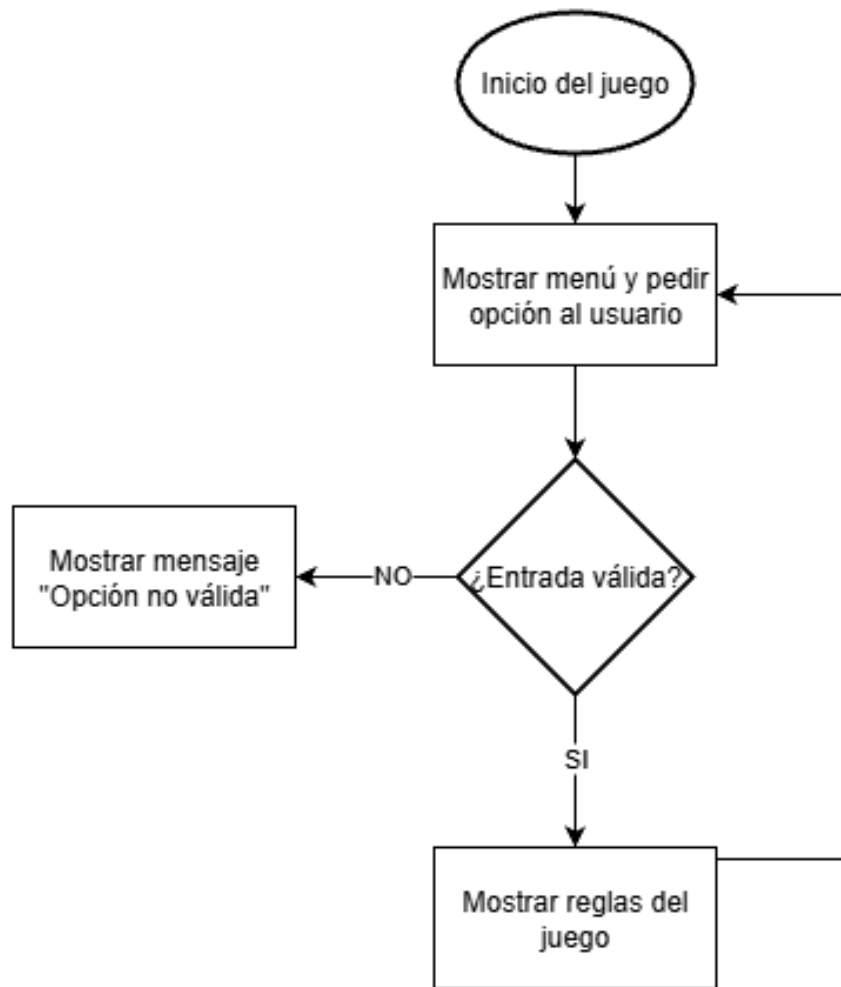 Inicio del juego
Mostrar menú y pedir
opción al usuario
¿Entrada válida?
NO
Mostrar mensaje
"Opción no válida"
SI
Mostrar reglas del
juego